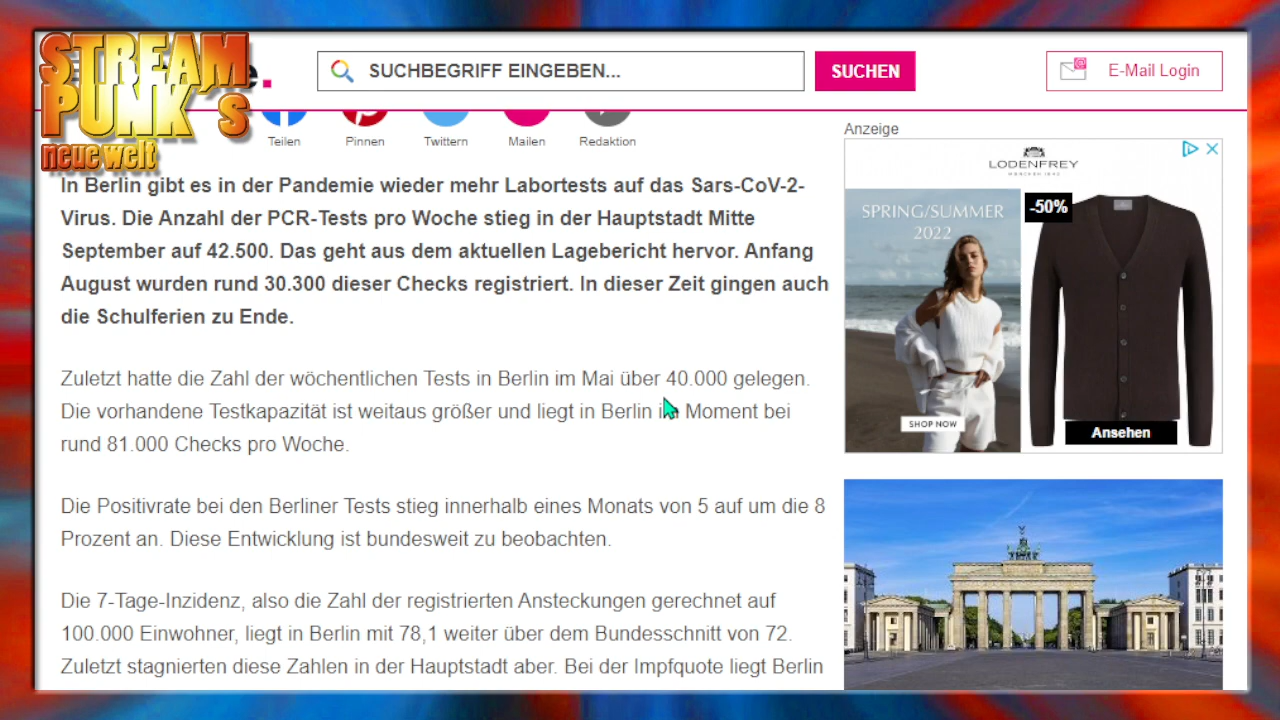 STREAM
PUNK's
neue welt
e.
SUCHBEGRIFF EINGEBEN...
SUCHEN
E-Mail Login
Teilen
Pinnen
Twittern
Mailen
Redaktion
In Berlin gibt es in der Pandemie wieder mehr Labortests auf das Sars-CoV-2-
Virus. Die Anzahl der PCR-Tests pro Woche stieg in der Hauptstadt Mitte
September auf 42.500. Das geht aus dem aktuellen Lagebericht hervor. Anfang
August wurden rund 30.300 dieser Checks registriert. In dieser Zeit gingen auch
die Schulferien zu Ende.
Zuletzt hatte die Zahl der wöchentlichen Tests in Berlin im Mai über 40.000 gelegen.
Die vorhandene Testkapazität ist weitaus größer und liegt in Berlin im Moment bei
rund 81.000 Checks pro Woche.
Die Positivrate bei den Berliner Tests stieg innerhalb eines Monats von 5 auf um die 8
Prozent an. Diese Entwicklung ist bundesweit zu beobachten.
Die 7-Tage-Inzidenz, also die Zahl der registrierten Ansteckungen gerechnet auf
100.000 Einwohner, liegt in Berlin mit 78,1 weiter über dem Bundesschnitt von 72.
Zuletzt stagnierten diese Zahlen in der Hauptstadt aber. Bei der Impfquote liegt Berlin
Anzeige
LODENFREY
MÜNCHEN 1842
SPRING/SUMMER
2022
-50%
SHOP NOW
Ansehen